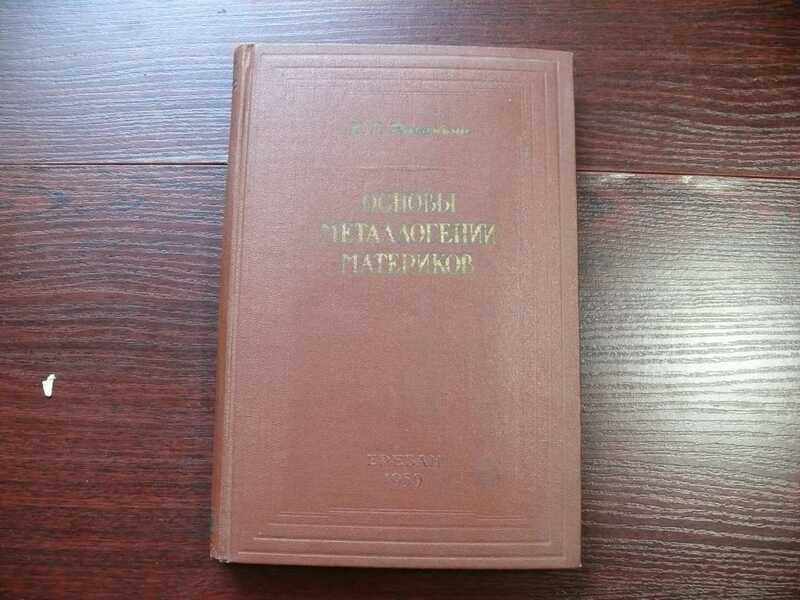 ОСНОВЫ
МЕТАЛЛОГЕНИИ
МАТЕРИКОВ
ЕРЕВАН
1959